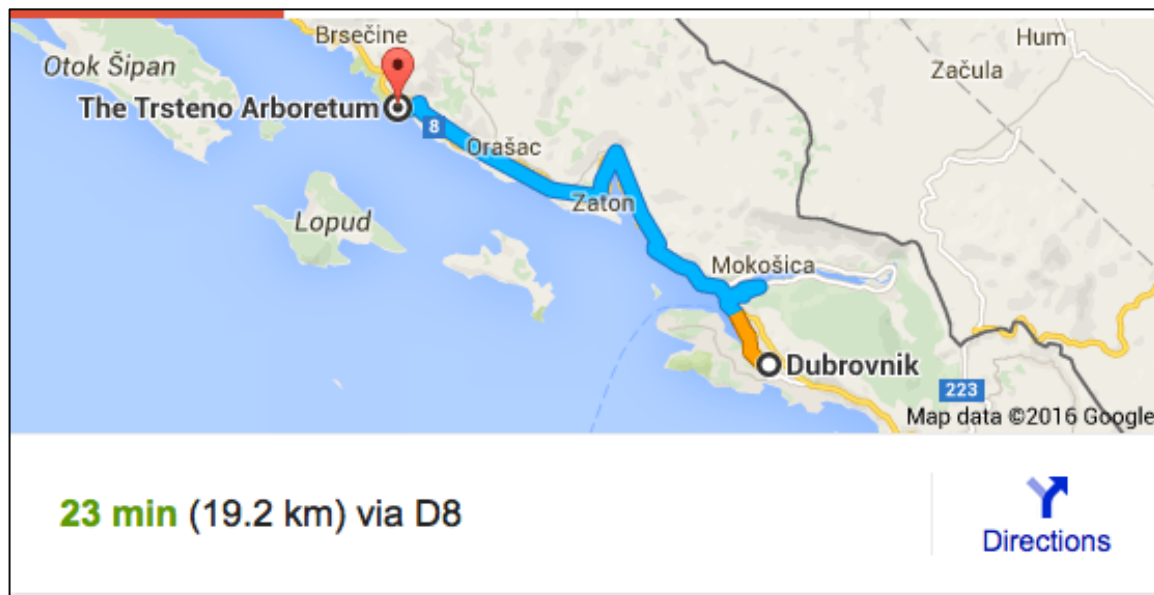 Brsečine
Hum
Otok Šipan
Začula
The Trsteno Arboretum
8
Orašac
Zaton
Lopud
Mokošica
Dubrovnik
223
Map data ©2016 Google
23 min (19.2 km) via D8
Directions